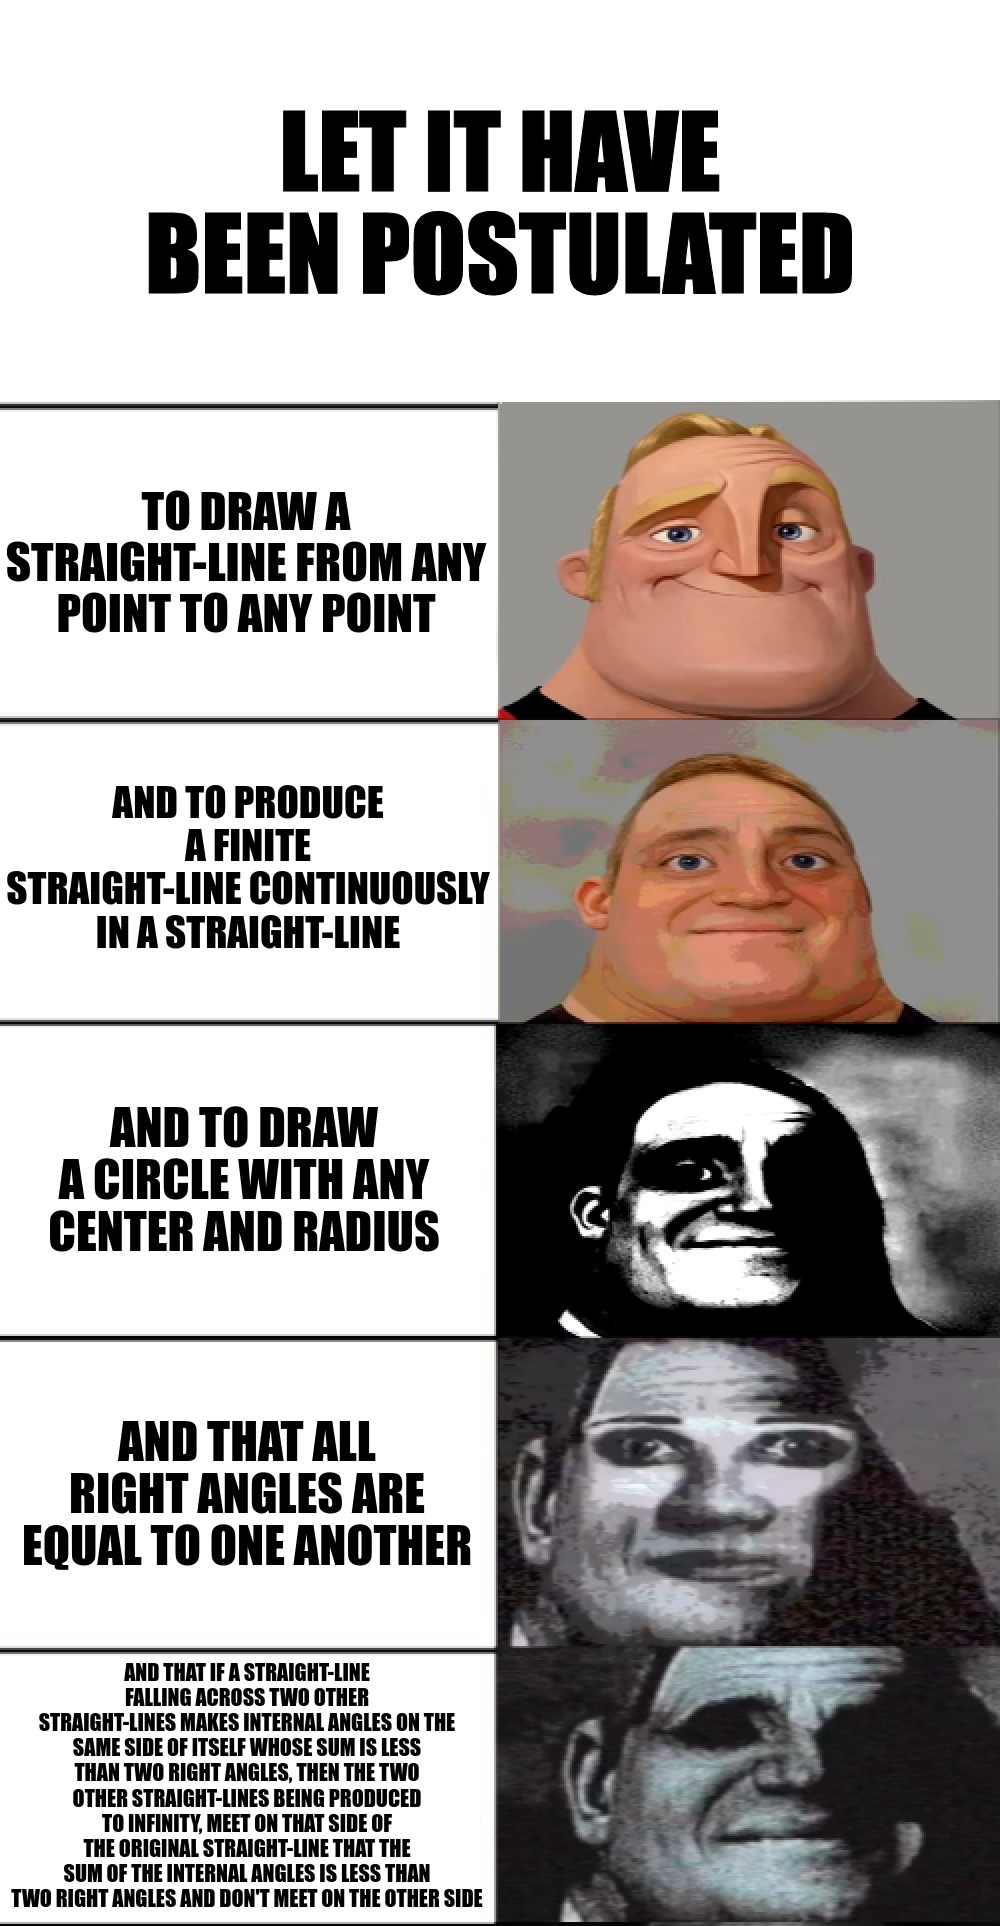 LET IT HAVE
BEEN POSTULATED
TO DRAW A
STRAIGHT-LINE FROM ANY
POINT TO ANY POINT
AND TO PRODUCE
A FINITE
STRAIGHT-LINE CONTINUOUSLY
IN A STRAIGHT-LINE
AND TO DRAW
A CIRCLE WITH ANY
CENTER AND RADIUS
AND THAT ALL
RIGHT ANGLES ARE
EQUAL TO ONE ANOTHER
AND THAT IF A STRAIGHT-LINE
FALLING ACROSS TWO OTHER
STRAIGHT-LINES MAKES INTERNAL ANGLES ON THE
SAME SIDE OF ITSELF WHOSE SUM IS LESS
THAN TWO RIGHT ANGLES, THEN THE TWO
OTHER STRAIGHT-LINES BEING PRODUCED
TO INFINITY, MEET ON THAT SIDE OF
THE ORIGINAL STRAIGHT-LINE THAT THE
SUM OF THE INTERNAL ANGLES IS LESS THAN
TWO RIGHT ANGLES AND DON'T MEET ON THE OTHER SIDE